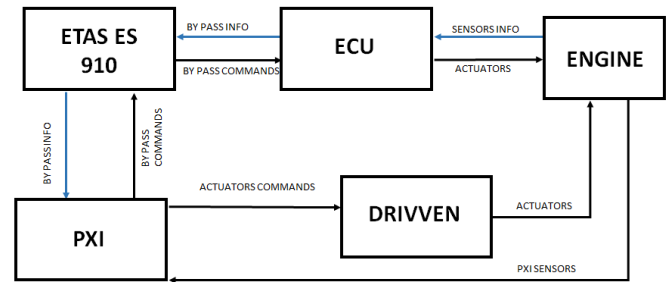 BY PASS INFO
SENSORS INFO
ETAS ES
910
ECU
ENGINE
BY PASS COMMANDS
ACTUATORS
BY PASS INFO
BY PASS
COMMANDS
ACTUATORS COMMANDS
PXI
DRIVVEN
ACTUATORS
PXI SENSORS